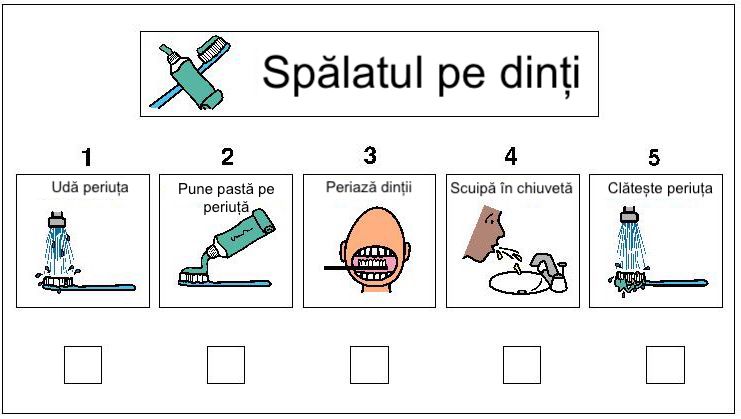 Spălatul pe dinți
1 2 3 4 5
Udă periuța
Pune pastă pe
periuță
Periază dinții
Scuipă în chiuvetă
Clătește periuța